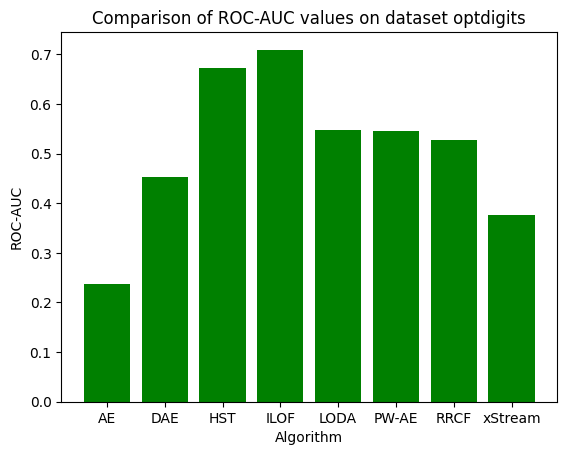 Comparison of ROC-AUC values on dataset optdigits
ROC-AUC
0.7
0.6
0.5
0.4
0.3
0.2
0.1
0.0
AE DAE HST ILOF LODA PW-AE RRCF xStream
Algorithm